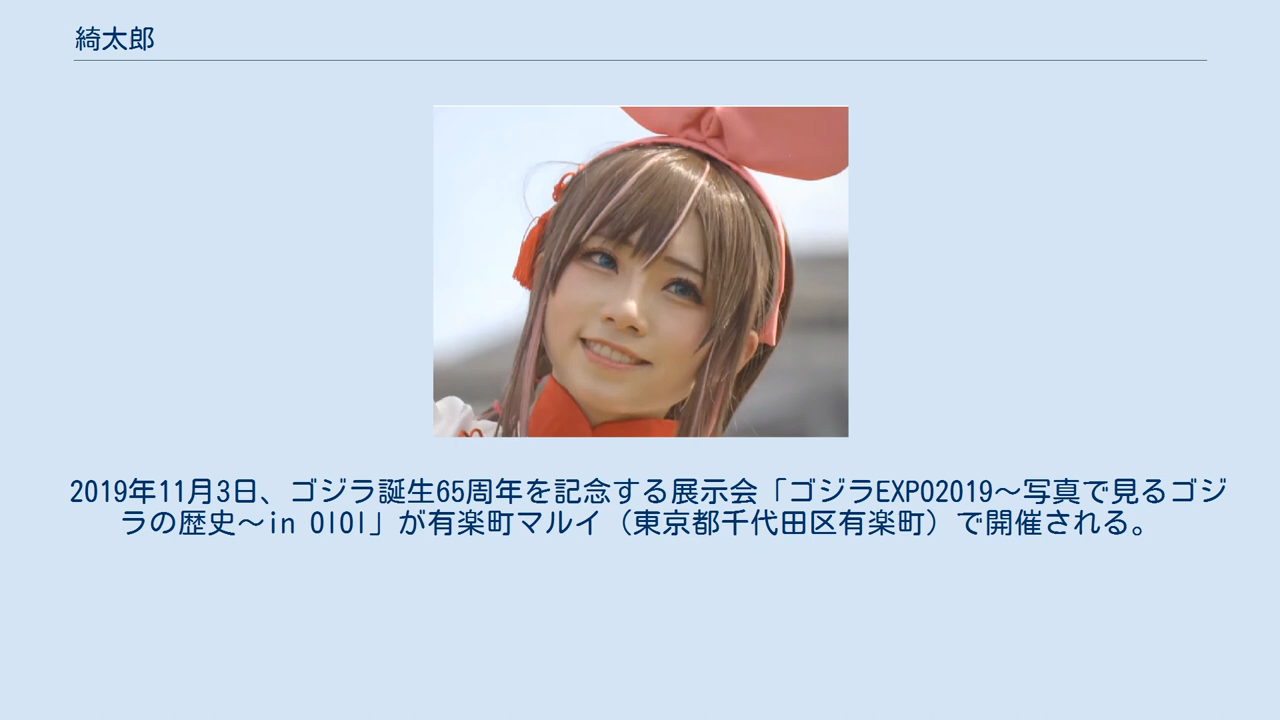 綺太郎
2019年11月3日、ゴジラ誕生65周年を記念する展示会「ゴジラEXPO2019～写真で見るゴジ
ラの歴史～in OIOI」が有楽町マルイ（東京都千代田区有楽町）で開催される。